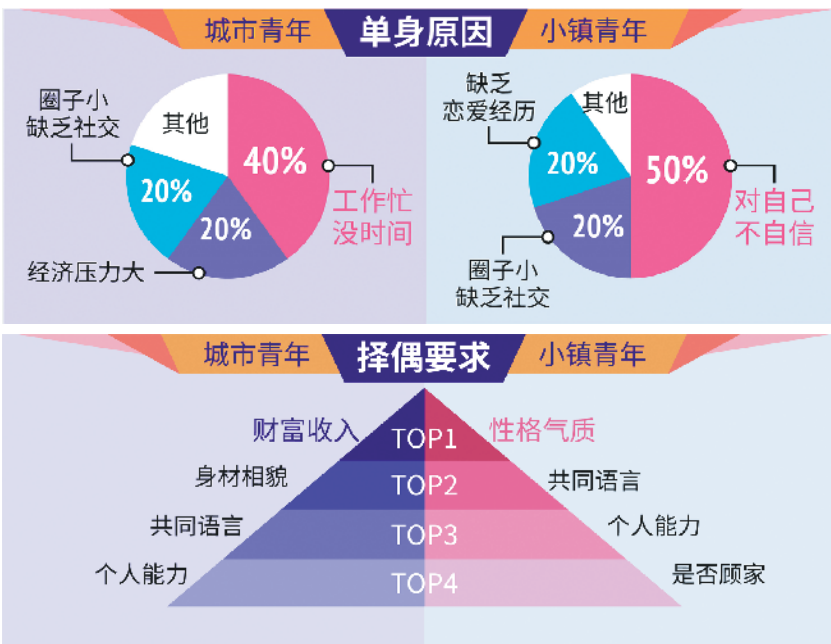 城市青年 单身原因 小镇青年
圈子小
缺乏社交
其他
40%
20%
20%
工作忙
没时间
经济压力大
缺乏
恋爱经历
其他
20%
50%
20%
对自己
不自信
圈子小
缺乏社交
城市青年 择偶要求 小镇青年
财富收入 TOP1 性格气质
身材相貌 TOP2 共同语言
共同语言 TOP3 个人能力
个人能力 TOP4 是否顾家